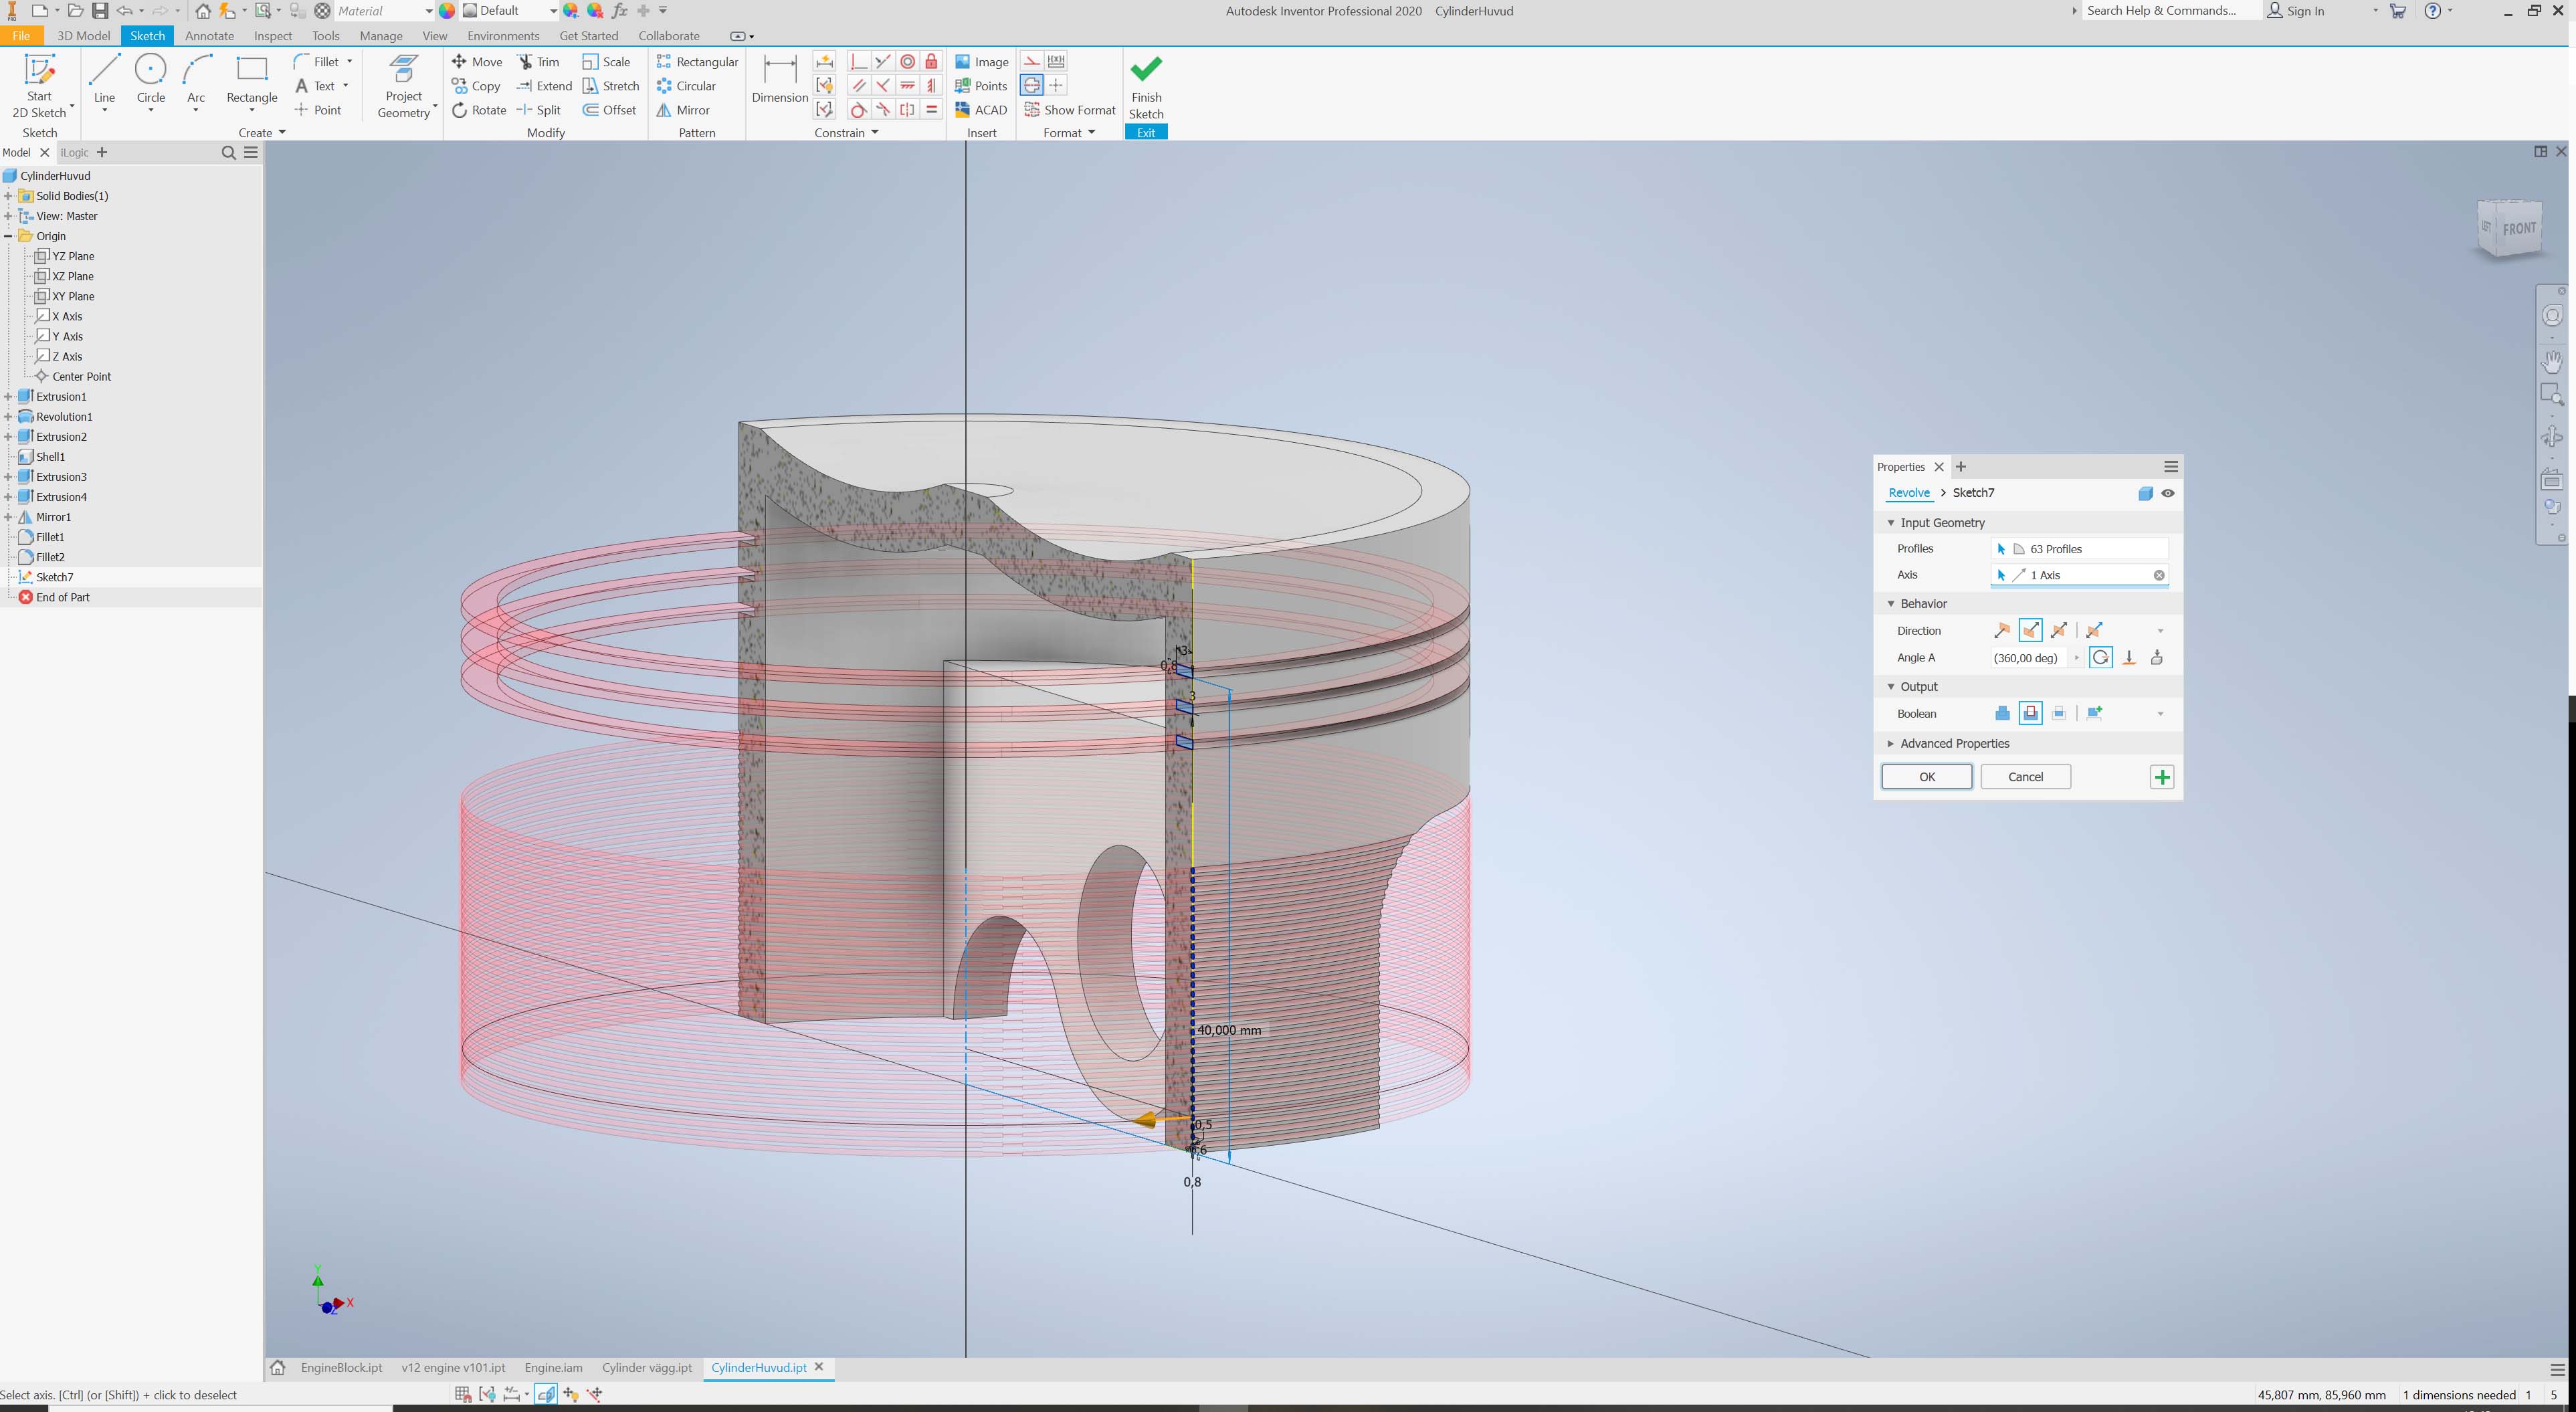 Material
Default
fx
Autodesk Inventor Professional 2020 CylinderHuvud
Search Help & Commands...
Sign In
PRO
File 3D Model Sketch Annotate Inspect Tools Manage View Environments Get Started Collaborate
Start
2D Sketch
Line
Circle
Arc
Rectangle
Fillet
Text
Point
Project
Geometry
Move
Copy
Rotate
Trim
Extend
Split
Scale
Stretch
Offset
Rectangular
Circular
Mirror
Dimension
Image
Points
ACAD
Show Format
Finish
Sketch
Sketch
Create
Modify
Pattern
Constrain
Insert
Format
Exit
Model iLogic
CylinderHuvud
Solid Bodies(1)
View: Master
Origin
YZ Plane
XZ Plane
XY Plane
X Axis
Y Axis
Z Axis
Center Point
Extrusion1
Revolution1
Extrusion2
Shell1
Extrusion3
Extrusion4
Mirror1
Fillet1
Fillet2
Sketch7
End of Part
FRONT
3
0,8
3
40,000 mm
0,5
0,8
Y
X
Z
Properties
Revolve > Sketch7
Input Geometry
Profiles 63 Profiles
Axis 1 Axis
Behavior
Direction
Angle A (360,00 deg)
Output
Boolean
Advanced Properties
OK Cancel
EngineBlock.ipt v12 engine v101.ipt Engine.iam Cylinder vägg.ipt CylinderHuvud.ipt
Select axis. [Ctrl] (or [Shift]) + click to deselect
45,807 mm, 85,960 mm 1 dimensions needed 1 5